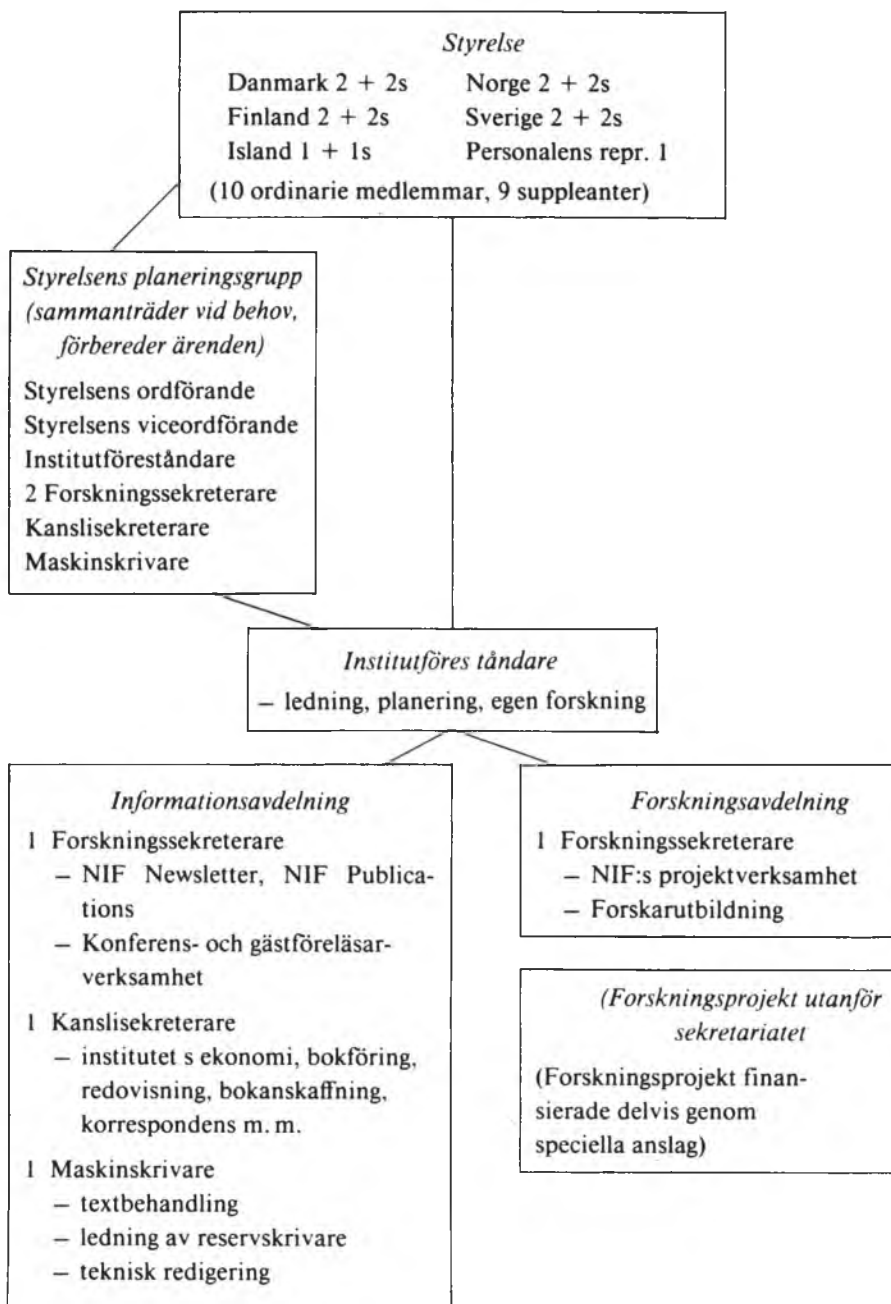 Styrelse
Danmark 2 + 2s Norge 2 + 2s
Finland 2 + 2s Sverige 2 + 2s
Island 1 + 1s Personalens repr. 1
(10 ordinarie medlemmar, 9 suppleanter)
Styrelsens planeringsgrupp
(sammanträder vid behov,
förbereder ärenden)
Styrelsens ordförande
Styrelsens viceordförande
Institutföreståndare
2 Forskningssekreterare
Kanslisekreterare
Maskinskrivare
Institutföres tåndare
– ledning, planering, egen forskning
Informationsavdelning
1 Forskningssekreterare
– NIF Newsletter, NIF Publica-
tions
– Konferens- och gästföreläsar-
verksamhet
1 Kanslisekreterare
– institutet s ekonomi, bokföring,
redovisning, bokanskaffning,
korrespondens m. m.
1 Maskinskrivare
– textbehandling
– ledning av reservskrivare
– teknisk redigering
Forskningsavdelning
1 Forskningssekreterare
– NIF:s projektverksamhet
– Forskarutbildning
(Forskningsprojekt utanför
sekretariatet
(Forskningsprojekt finan-
sierade delvis genom
speciella anslag)